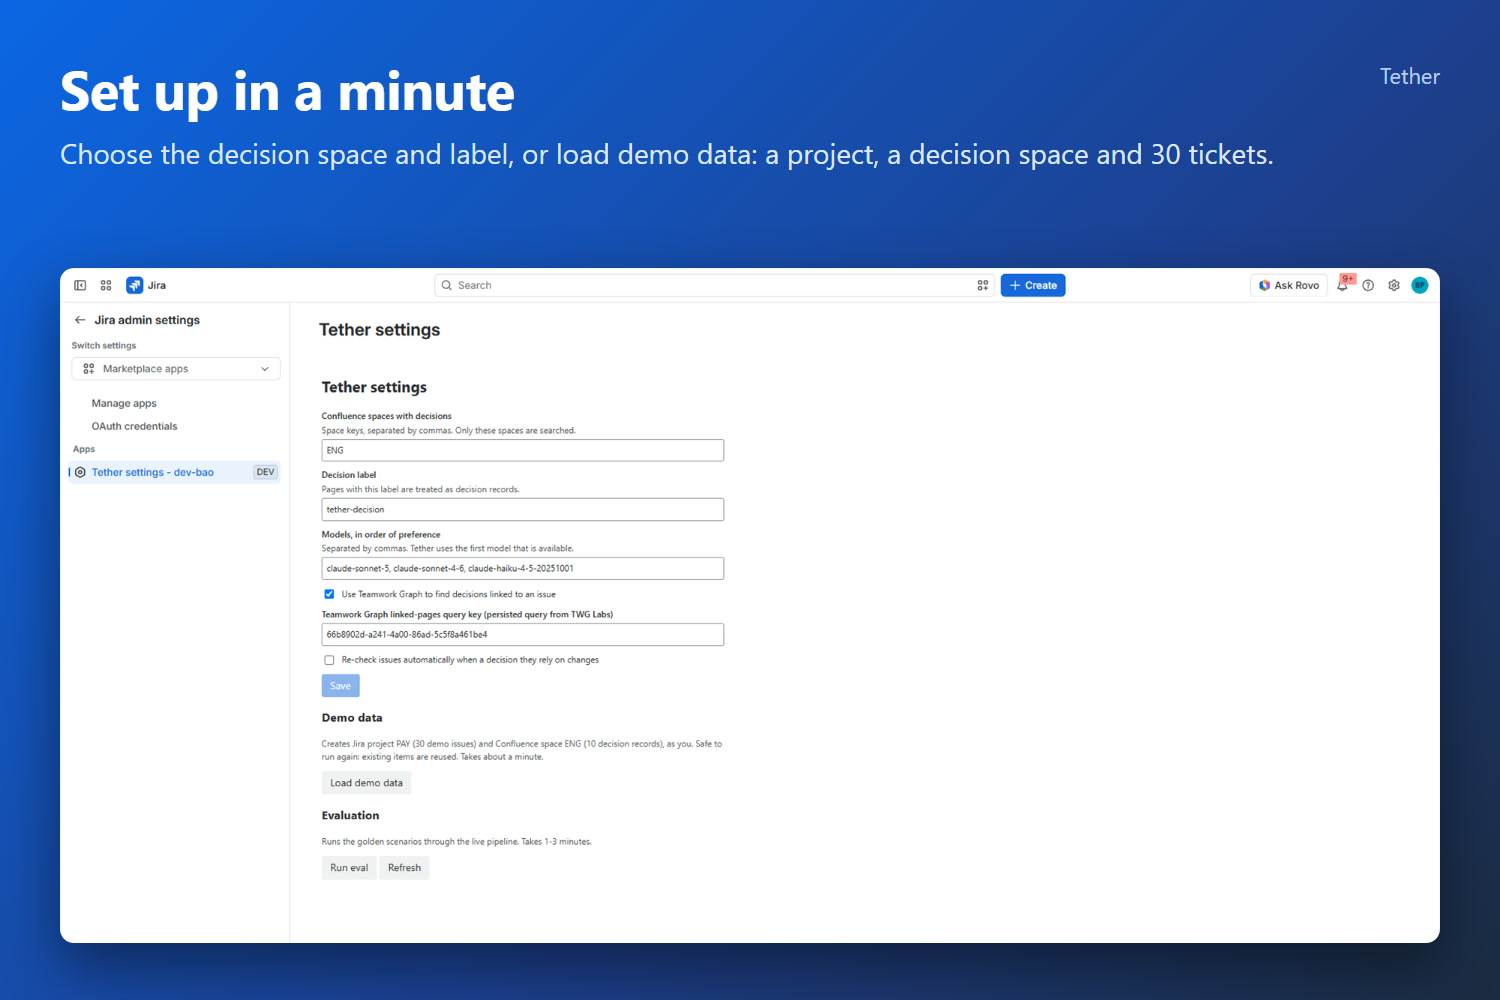 Set up in a minute
Tether
Choose the decision space and label, or load demo data: a project, a decision space and 30 tickets.
Jira
Search
Create
Ask Rovo
9+
BP
Jira admin settings
Switch settings
Marketplace apps
Manage apps
OAuth credentials
Apps
Tether settings - dev-bao
DEV
Tether settings
Tether settings
Confluence spaces with decisions
Space keys, separated by commas. Only these spaces are searched.
ENG
Decision label
Pages with this label are treated as decision records.
tether-decision
Models, in order of preference
Separated by commas. Tether uses the first model that is available.
claude-sonnet-5, claude-sonnet-4-6, claude-haiku-4-5-20251001
Use Teamwork Graph to find decisions linked to an issue
Teamwork Graph linked-pages query key (persisted query from TWG Labs)
66b8902d-a241-4a00-86ad-5c5f8a461be4
Re-check issues automatically when a decision they rely on changes
Save
Demo data
Creates Jira project PAY (30 demo issues) and Confluence space ENG (10 decision records), as you. Safe to
run again: existing items are reused. Takes about a minute.
Load demo data
Evaluation
Runs the golden scenarios through the live pipeline. Takes 1-3 minutes.
Run eval
Refresh